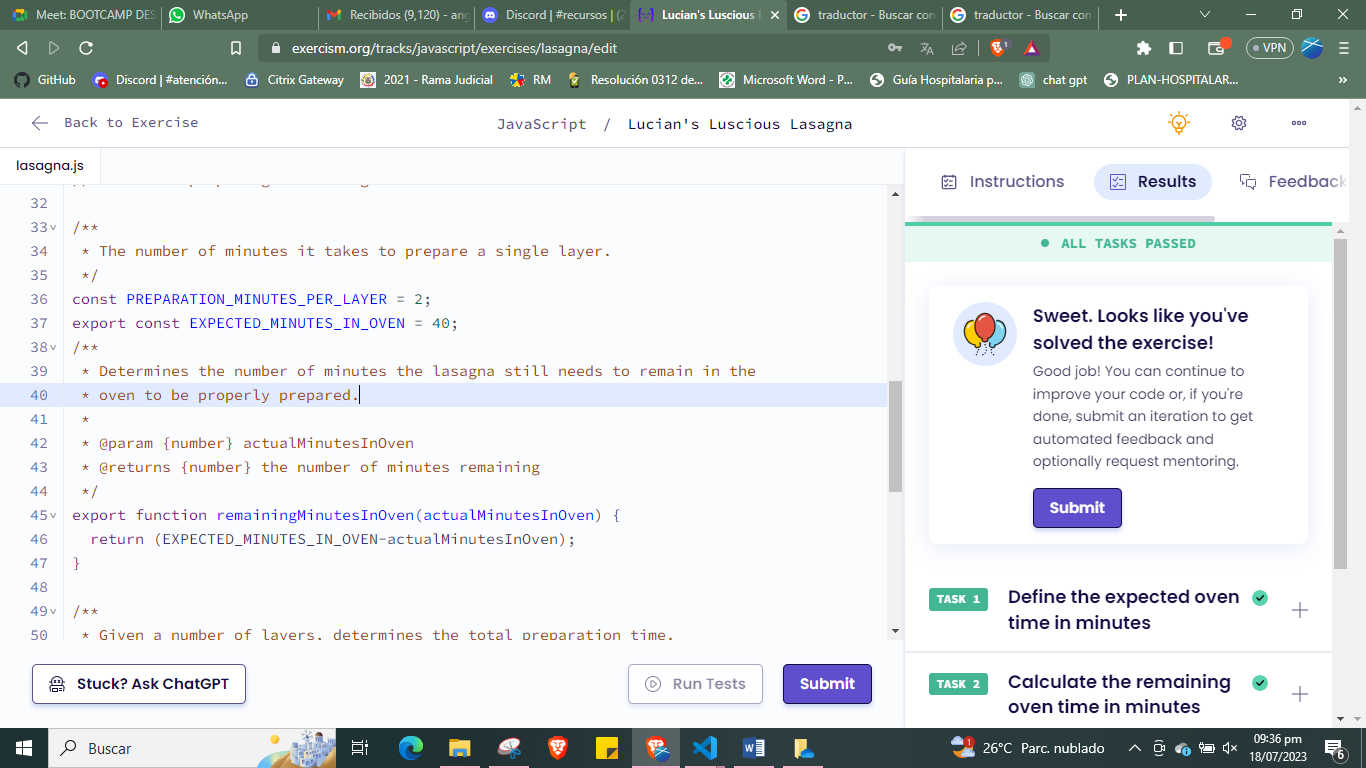 Meet: BOOTCAMP DES
WhatsApp
Recibidos (9,120) - ang
Discord | #recursos | (2
Lucian's Luscious L
traductor - Buscar con
traductor - Buscar con
exercism.org/tracks/javascript/exercises/lasagna/edit
1
VPN
GitHub
Discord | #atención...
Citrix Gateway
2021 - Rama Judicial
RM
Resolución 0312 de...
Microsoft Word - P...
Guía Hospitalaria p...
chat gpt
PLAN-HOSPITALAR...
»
Back to Exercise
JavaScript / Lucian's Luscious Lasagna
lasagna.js
32
33 /**
34 * The number of minutes it takes to prepare a single layer.
35 */
36 const PREPARATION_MINUTES_PER_LAYER = 2;
37 export const EXPECTED_MINUTES_IN_OVEN = 40;
38 /**
39 * Determines the number of minutes the lasagna still needs to remain in the
40 * oven to be properly prepared.
41 *
42 * @param {number} actualMinutesInOven
43 * @returns {number} the number of minutes remaining
44 */
45 export function remainingMinutesInOven(actualMinutesInOven) {
46 return (EXPECTED_MINUTES_IN_OVEN-actualMinutesInOven);
47 }
48
49 /**
50 * Given a number of layers, determines the total preparation time.
Stuck? Ask ChatGPT
Run Tests
Submit
Instructions
Results
Feedback
ALL TASKS PASSED
Sweet. Looks like you've
solved the exercise!
Good job! You can continue to
improve your code or, if you're
done, submit an iteration to get
automated feedback and
optionally request mentoring.
Submit
TASK 1
Define the expected oven
time in minutes
TASK 2
Calculate the remaining
oven time in minutes
Buscar
26°C Parc. nublado
09:36 pm
18/07/2023
6